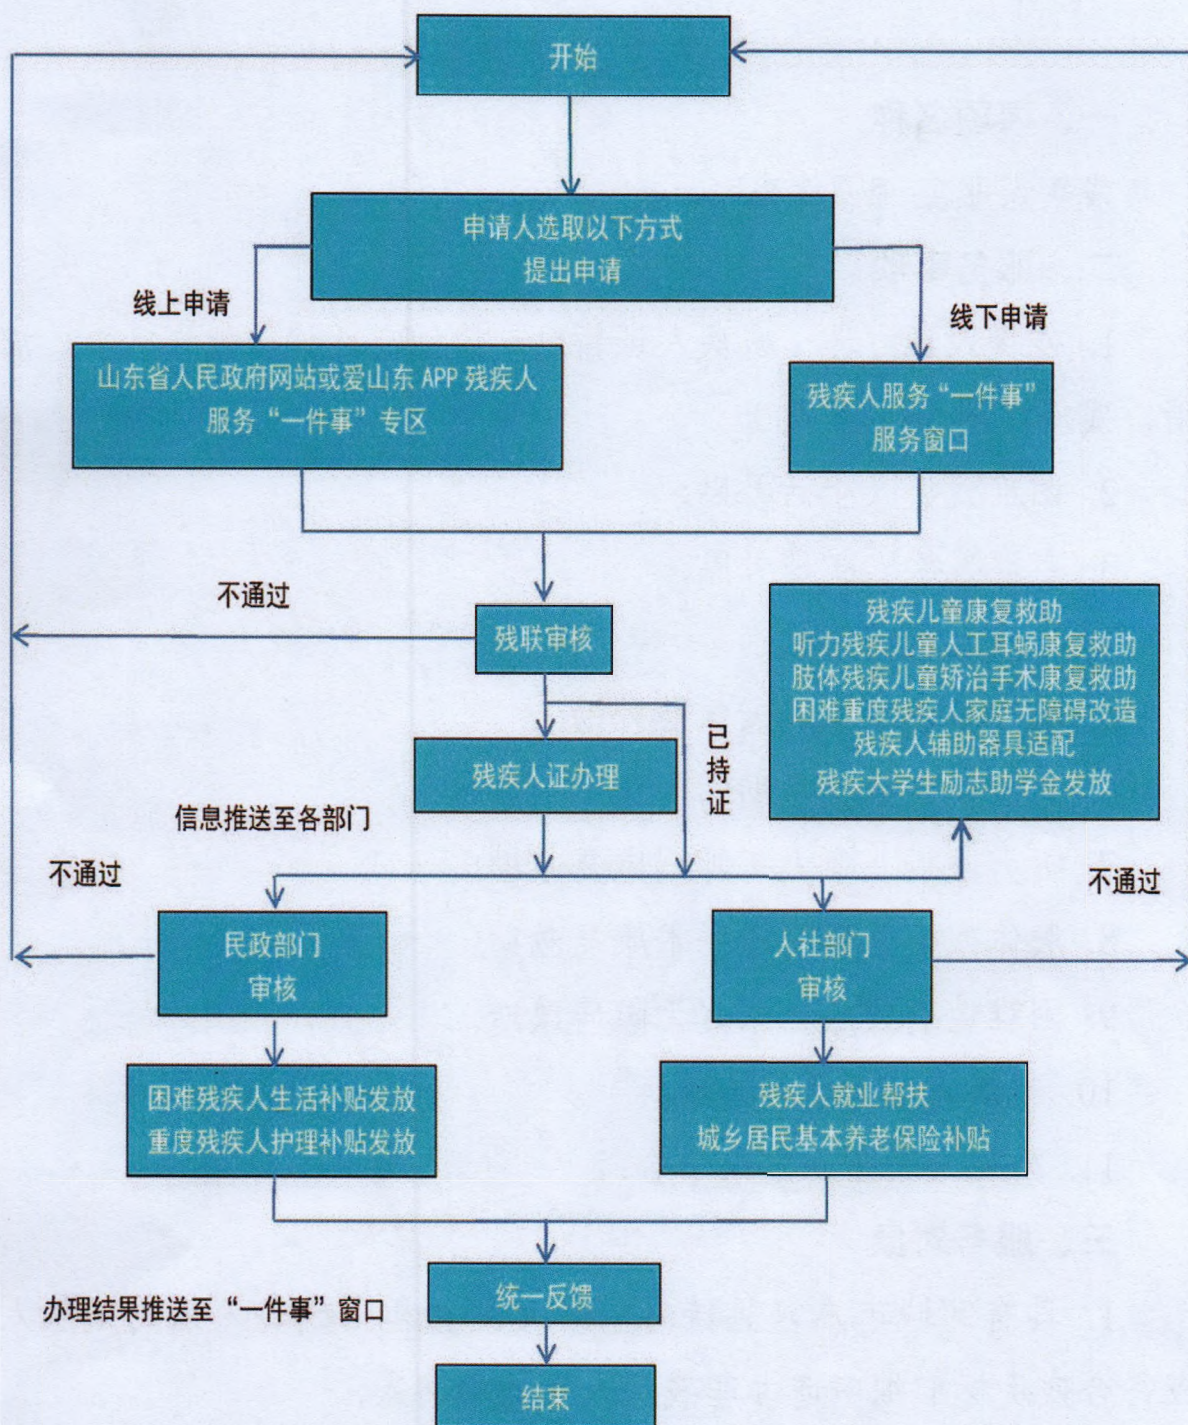 开始
申请人选取以下方式
提出申请
线上申请
线下申请
山东省人民政府网站或爱山东 APP 残疾人
服务“一件事”专区
残疾人服务“一件事”
服务窗口
不通过
残联审核
残疾儿童康复救助
听力残疾儿童人工耳蜗康复救助
肢体残疾儿童矫治手术康复救助
困难重度残疾人家庭无障碍改造
残疾人辅助器具适配
残疾大学生励志助学金发放
已持证
残疾人证办理
信息推送至各部门
不通过
不通过
民政部门
审核
人社部门
审核
困难残疾人生活补贴发放
重度残疾人护理补贴发放
残疾人就业帮扶
城乡居民基本养老保险补贴
统一反馈
办理结果推送至“一件事”窗口
结束